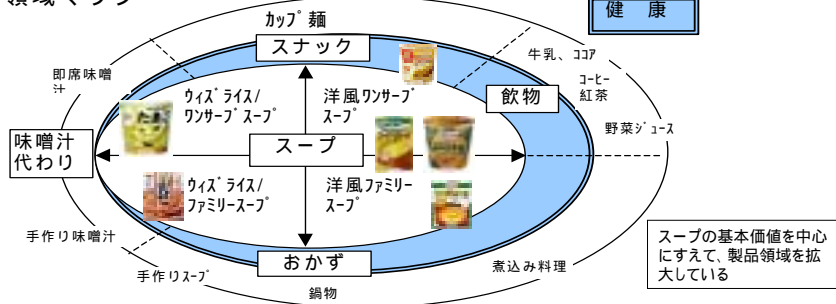 健 康
カップ麺
スナック
牛乳、ココア
コーヒー
紅茶
即席味噌
汁
ウィズライス/
ワンサーブスープ
洋風ワンサーブ
スープ
飲物
野菜ジュース
味噌汁
代わり
スープ
ウィズライス/
ファミリースープ
洋風ファミリー
スープ
手作り味噌汁
おかず
手作りスープ
鍋物
煮込み料理
スープの基本価値を中心
にすえて、製品領域を拡
大している